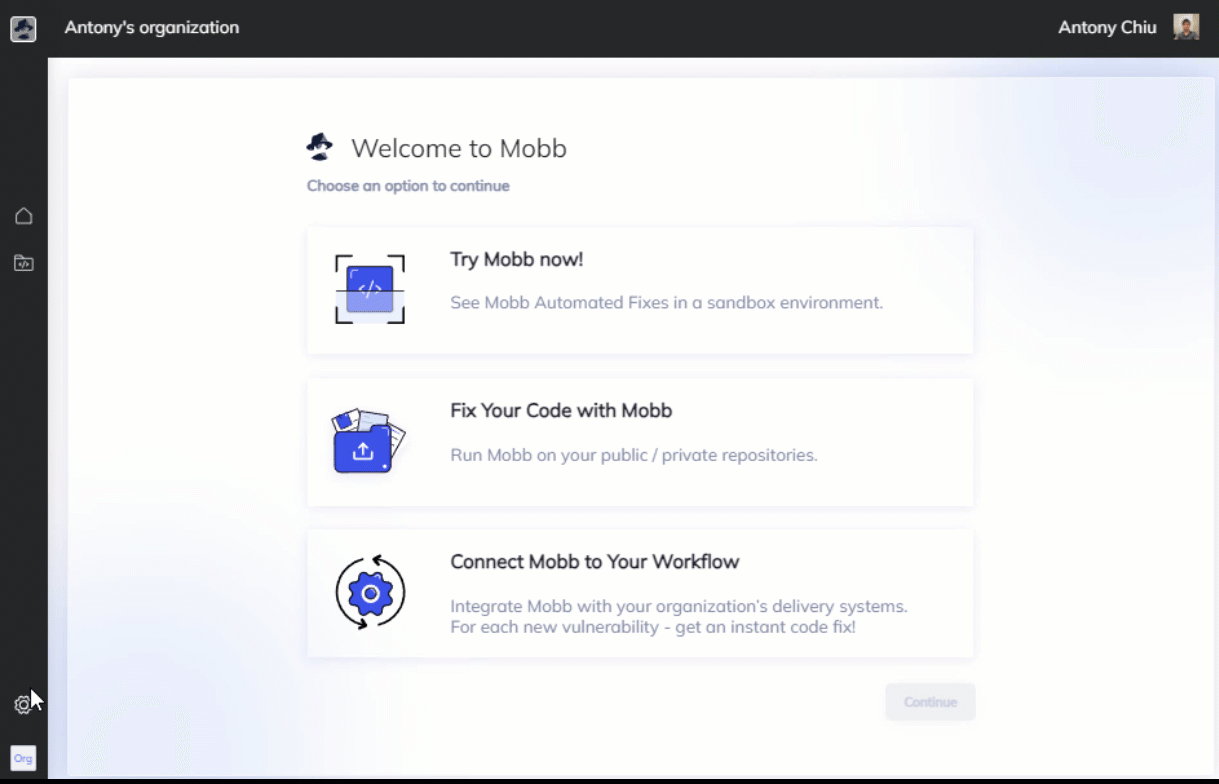 Antony's organization
Antony Chiu
Welcome to Mobb
Choose an option to continue
Try Mobb now!
See Mobb Automated Fixes in a sandbox environment.
Fix Your Code with Mobb
Run Mobb on your public / private repositories.
Connect Mobb to Your Workflow
Integrate Mobb with your organization's delivery systems.
For each new vulnerability - get an instant code fix!
Continue
Org